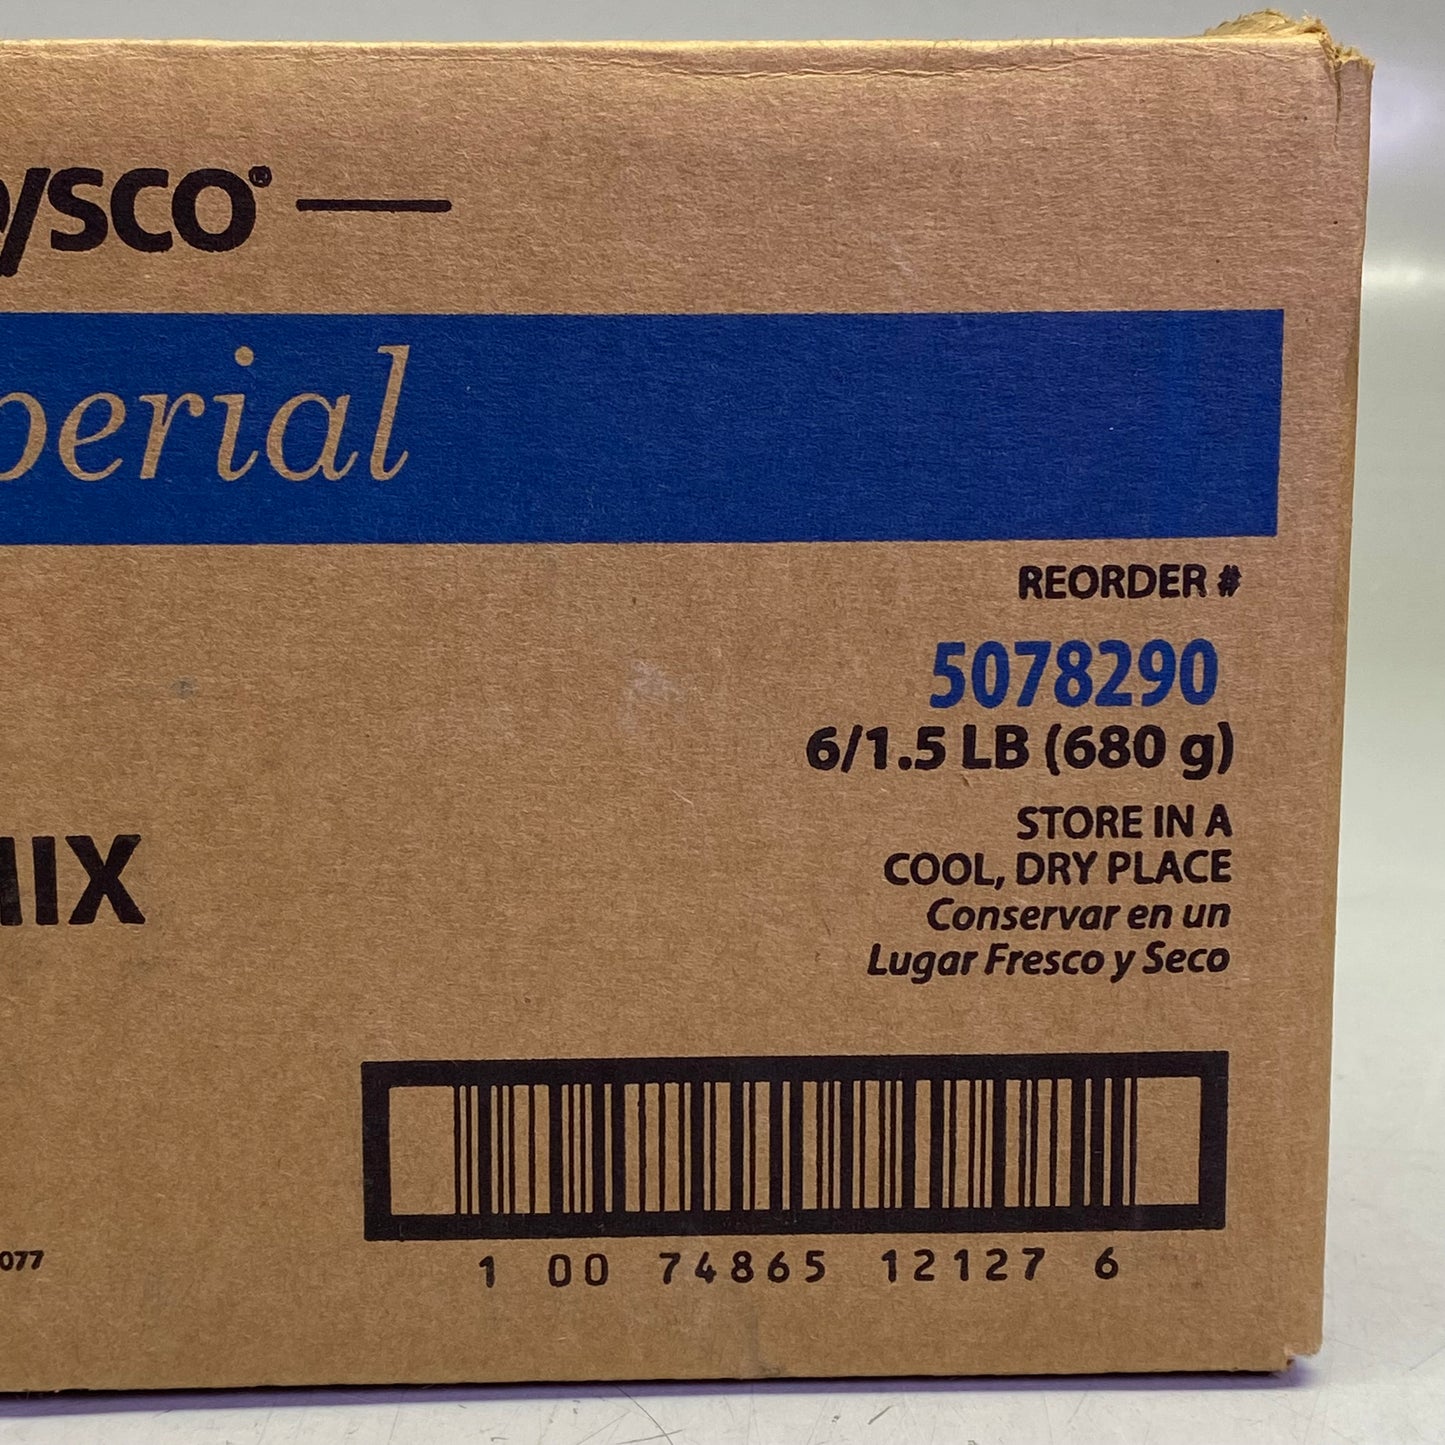 ysco®
perial
REORDER #
5078290
6/1.5 LB (680 g)
MIX
STORE IN A
COOL, DRY PLACE
Conservar en un
Lugar Fresco y Seco
077
1 00 74865 12127 6